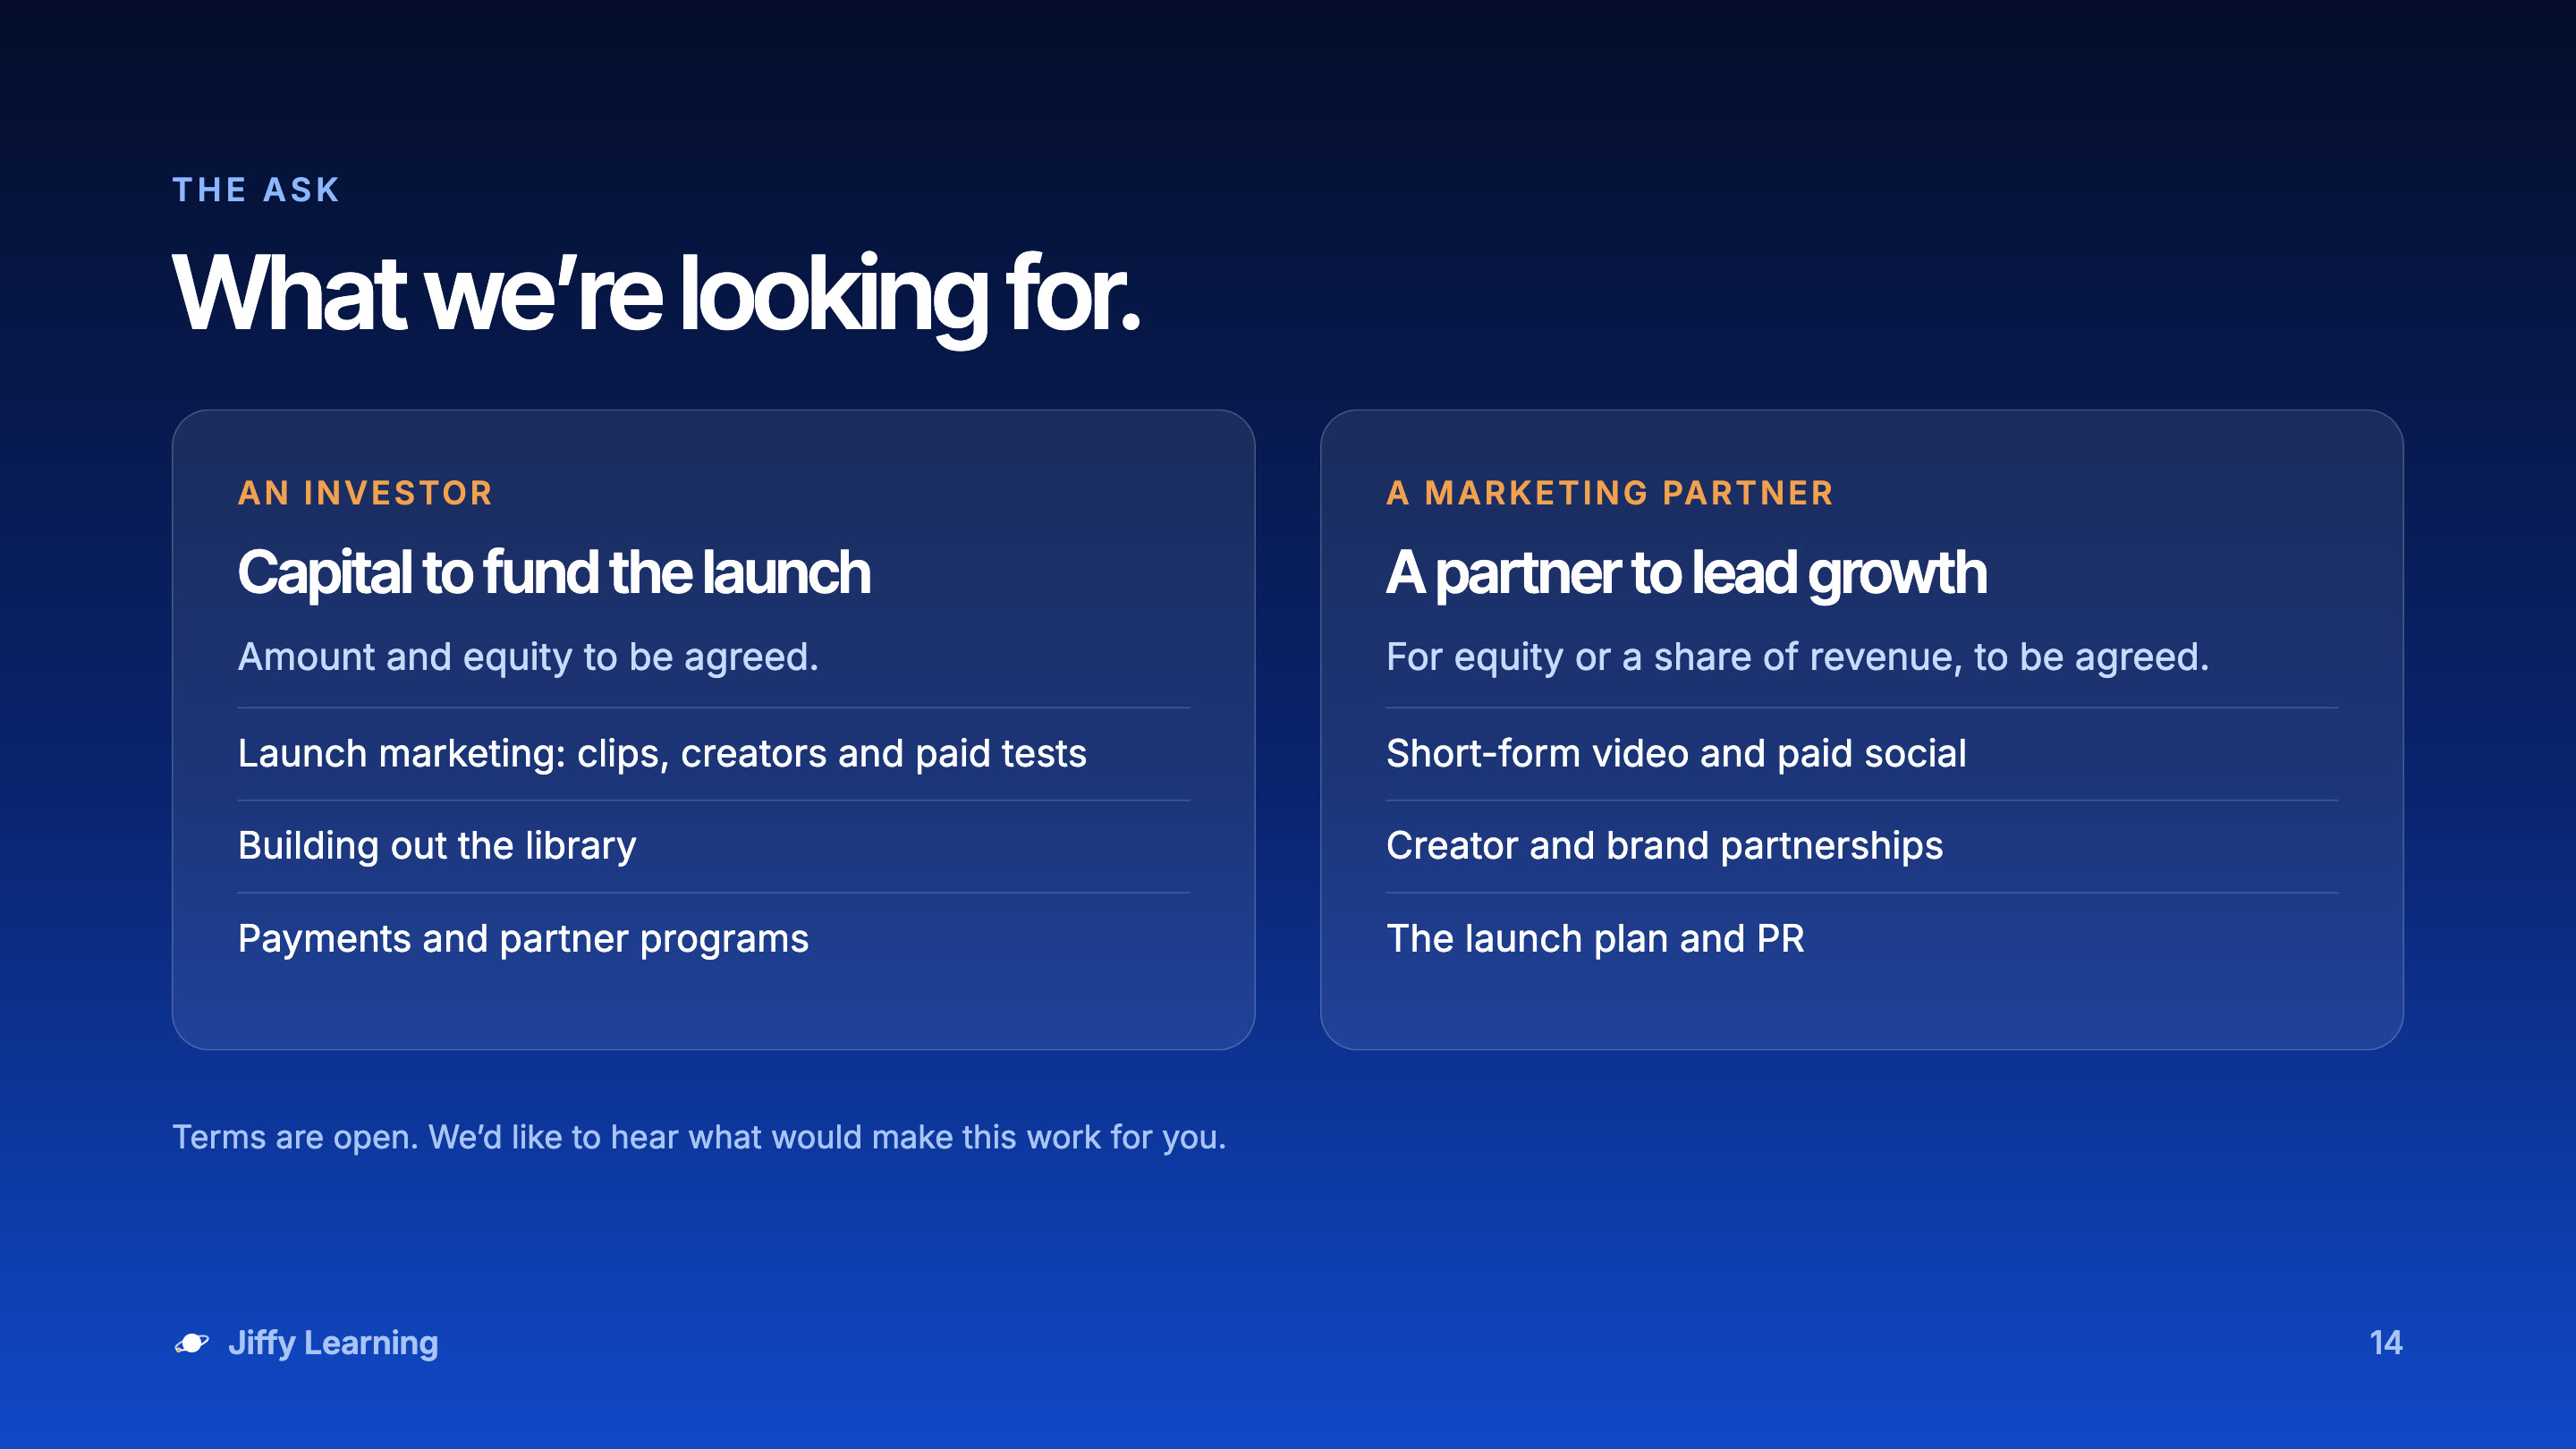 THE ASK
What we’re looking for.
AN INVESTOR
Capital to fund the launch
Amount and equity to be agreed.
Launch marketing: clips, creators and paid tests
Building out the library
Payments and partner programs
A MARKETING PARTNER
A partner to lead growth
For equity or a share of revenue, to be agreed.
Short-form video and paid social
Creator and brand partnerships
The launch plan and PR
Terms are open. We’d like to hear what would make this work for you.
Jiffy Learning
14